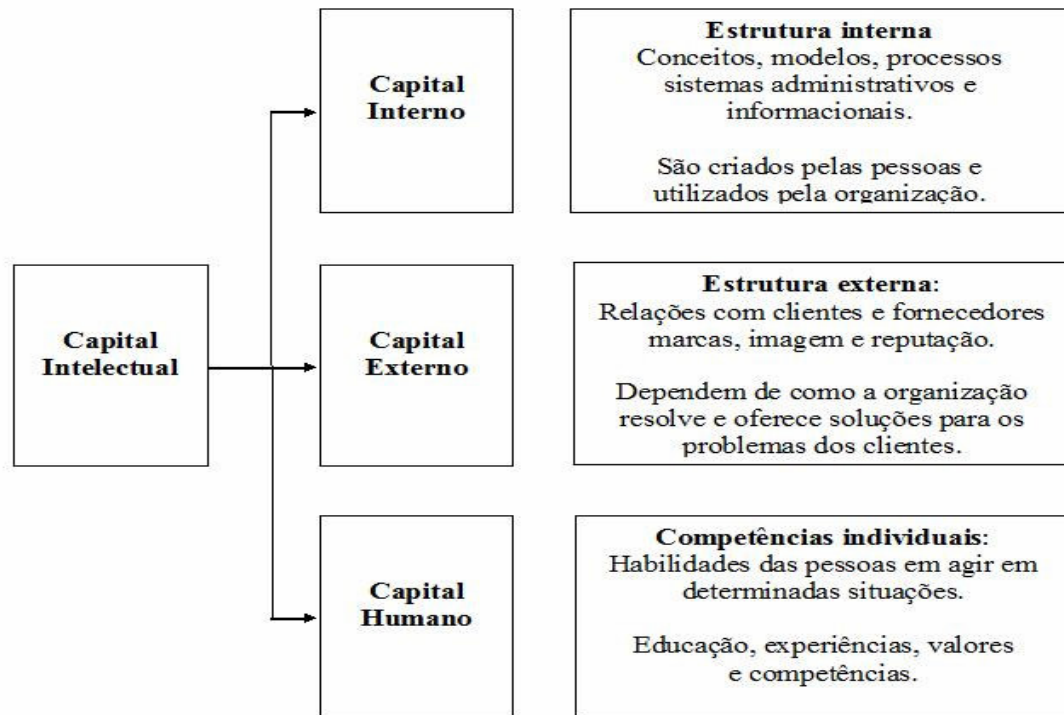 Capital
Interno
Estrutura interna
Conceitos, modelos, processos
sistemas administrativos e
informacionais.
São criados pelas pessoas e
utilizados pela organização.
Capital
Intelectual
Capital
Externo
Estrutura externa:
Relações com clientes e fornecedores
marcas, imagem e reputação.
Dependem de como a organização
resolve e oferece soluções para os
problemas dos clientes.
Capital
Humano
Competências individuais:
Habilidades das pessoas em agir em
determinadas situações.
Educação, experiências, valores
e competências.